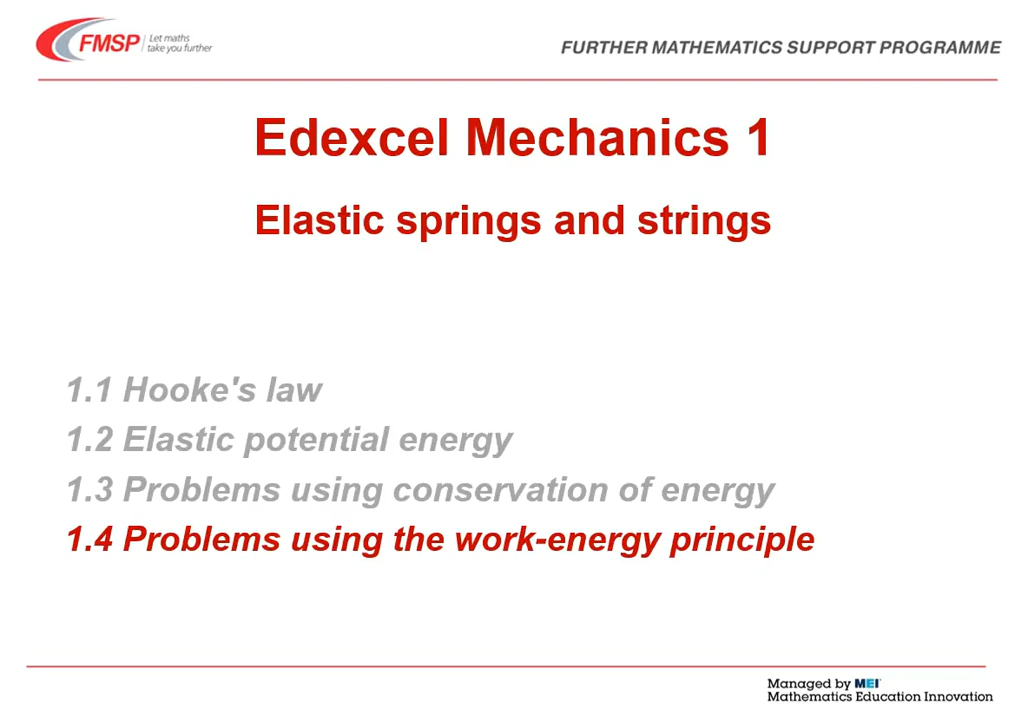 FMSP Let maths
take you further
FURTHER MATHEMATICS SUPPORT PROGRAMME
Edexcel Mechanics 1
Elastic springs and strings
1.1 Hooke's law
1.2 Elastic potential energy
1.3 Problems using conservation of energy
1.4 Problems using the work-energy principle
Managed by MEI
Mathematics Education Innovation